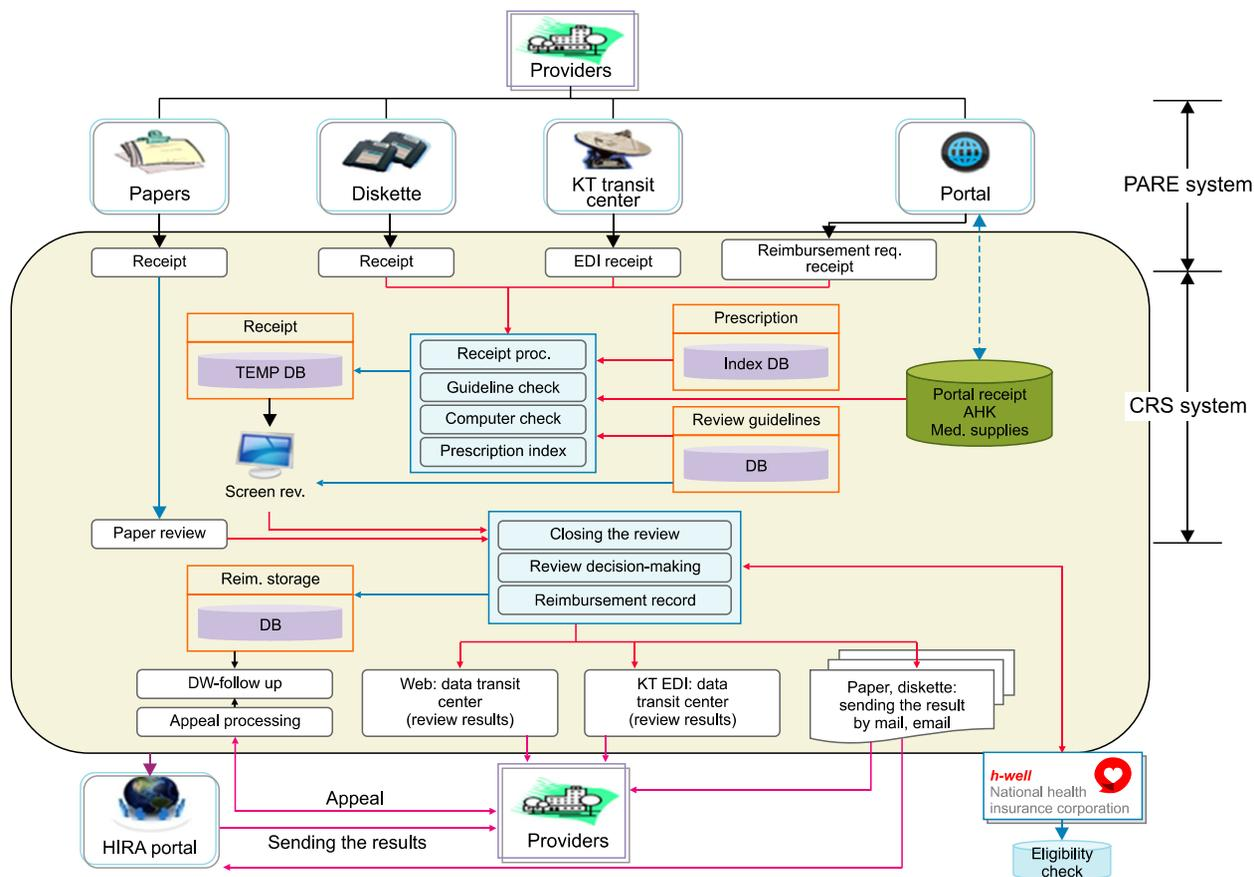 Providers
Papers
Diskette
KT transit
center
Portal
PARE system
Receipt
Receipt
EDI receipt
Reimbursement req.
receipt
Receipt
TEMP DB
Receipt proc.
Guideline check
Computer check
Prescription index
Prescription
Index DB
Review guidelines
DB
Portal receipt
AHK
Med. supplies
CRS system
Screen rev.
Paper review
Closing the review
Review decision-making
Reimbursement record
Reim. storage
DB
DW-follow up
Appeal processing
Web: data transit
center
(review results)
KT EDI: data
transit center
(review results)
Paper, diskette:
sending the result
by mail, email
HIRA portal
Appeal
Sending the results
Providers
h-well
National health
insurance corporation
Eligibility
check